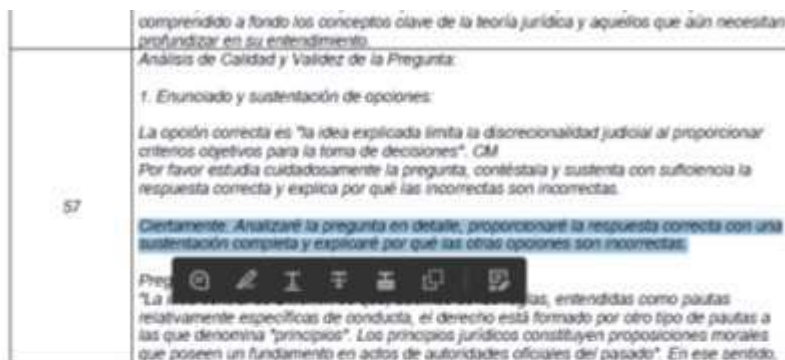 comprendido a fondo los conceptos clave de la teoría jurídica y aquellos que aún necesitan
profundizar en su entendimiento.
Análisis de Calidad y Validez de la Pregunta:
1. Enunciado y sustentación de opciones:
La opción correcta es "la idea explicada limita la discrecionalidad judicial al proporcionar
criterios objetivos para la toma de decisiones". CM
Por favor estudia cuidadosamente la pregunta, contéstala y sustenta con suficiencia la
respuesta correcta y explica por qué las incorrectas son incorrectas.
57
Ciertamente. Analizaré la pregunta en detalle, proporcionaré la respuesta correcta con una
sustentación completa y explicaré por qué las otras opciones son incorrectas.
"La
entendidas como pautas
relativamente específicas de conducta, el derecho está formado por otro tipo de pautas a
las que denomina "principios". Los principios jurídicos constituyen proposiciones morales
que poseen un fundamento en actos de autoridades oficiales del pasado". En ese sentido,